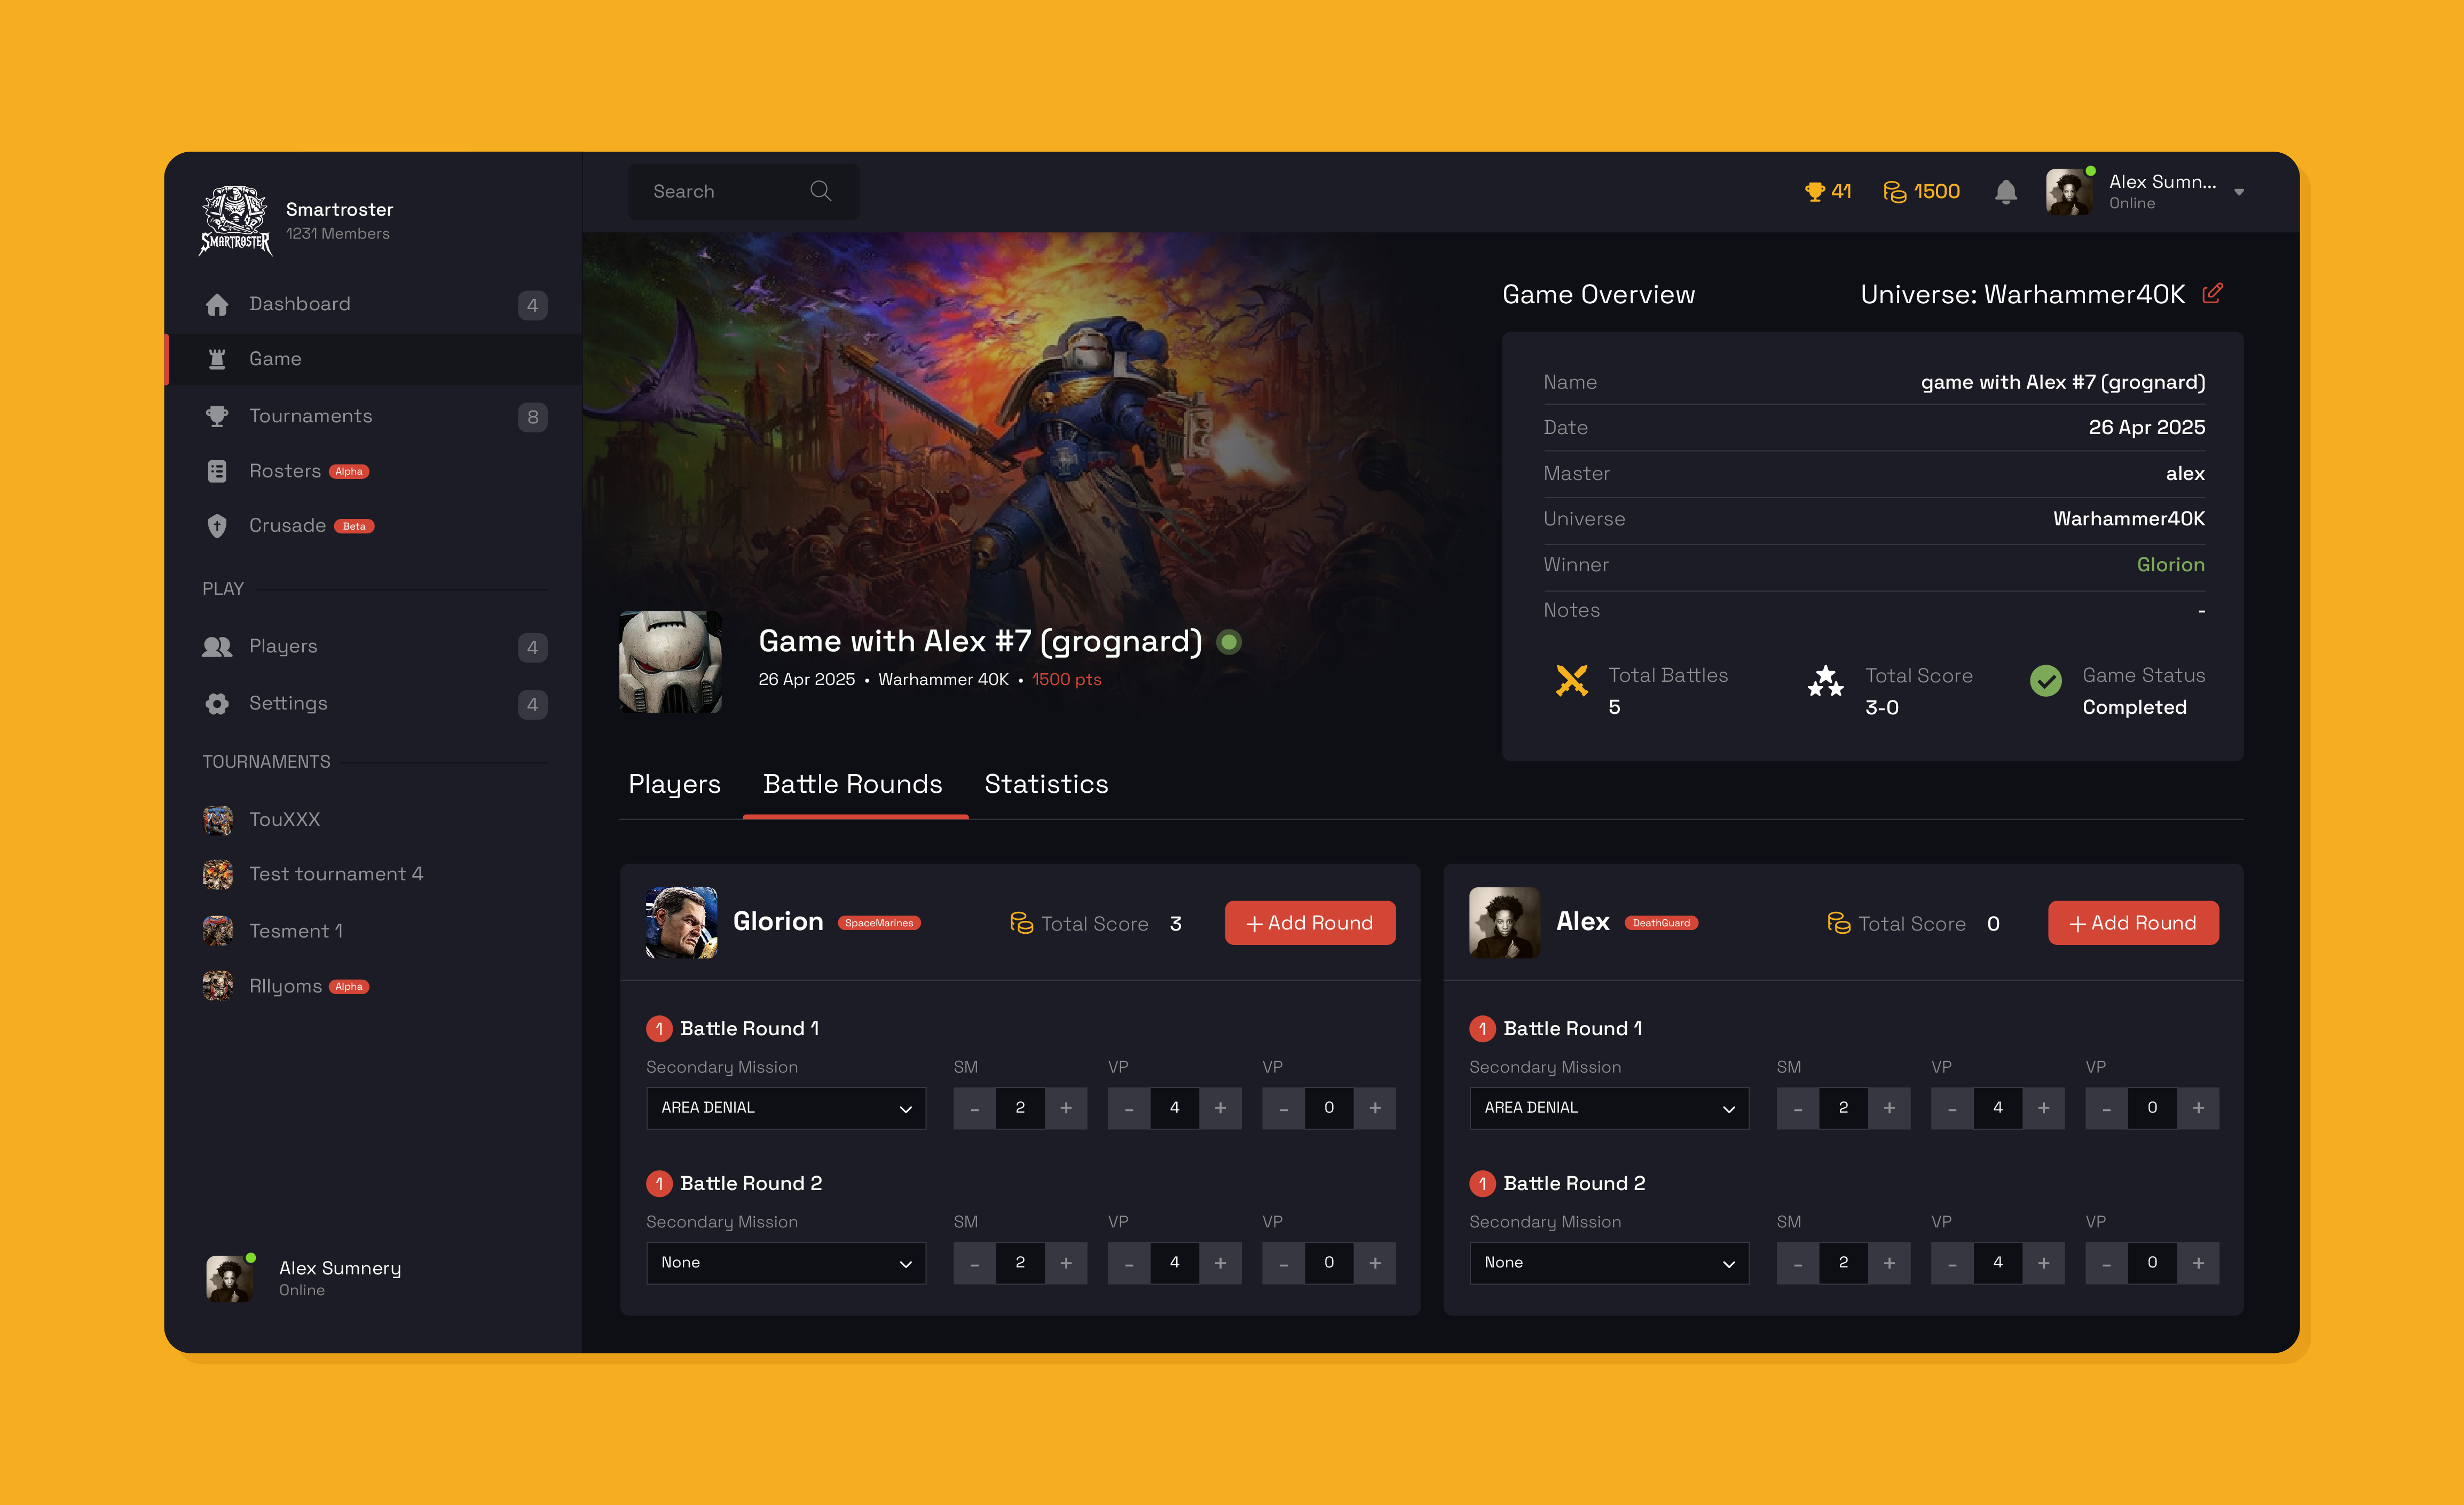 SMARTROSTER
Smartroster
1231 Members
Dashboard 4
Game
Tournaments 8
Rosters Alpha
Crusade Beta
PLAY
Players 4
Settings 4
TOURNAMENTS
TouXXX
Test tournament 4
Tesment 1
Rllyoms Alpha
Alex Sumnery
Online
Search
41
1500
Alex Sumn...
Online
Game with Alex #7 (grognard)
26 Apr 2025 • Warhammer 40K • 1500 pts
Game Overview
Universe: Warhammer40K
Name game with Alex #7 (grognard)
Date 26 Apr 2025
Master alex
Universe Warhammer40K
Winner Glorion
Notes -
Total Battles
5
Total Score
3-0
Game Status
Completed
Players Battle Rounds Statistics
Glorion SpaceMarines Total Score 3 + Add Round
1 Battle Round 1
Secondary Mission SM VP VP
AREA DENIAL - 2 + - 4 + - 0 +
1 Battle Round 2
Secondary Mission SM VP VP
None - 2 + - 4 + - 0 +
Alex DeathGuard Total Score 0 + Add Round
1 Battle Round 1
Secondary Mission SM VP VP
AREA DENIAL - 2 + - 4 + - 0 +
1 Battle Round 2
Secondary Mission SM VP VP
None - 2 + - 4 + - 0 +